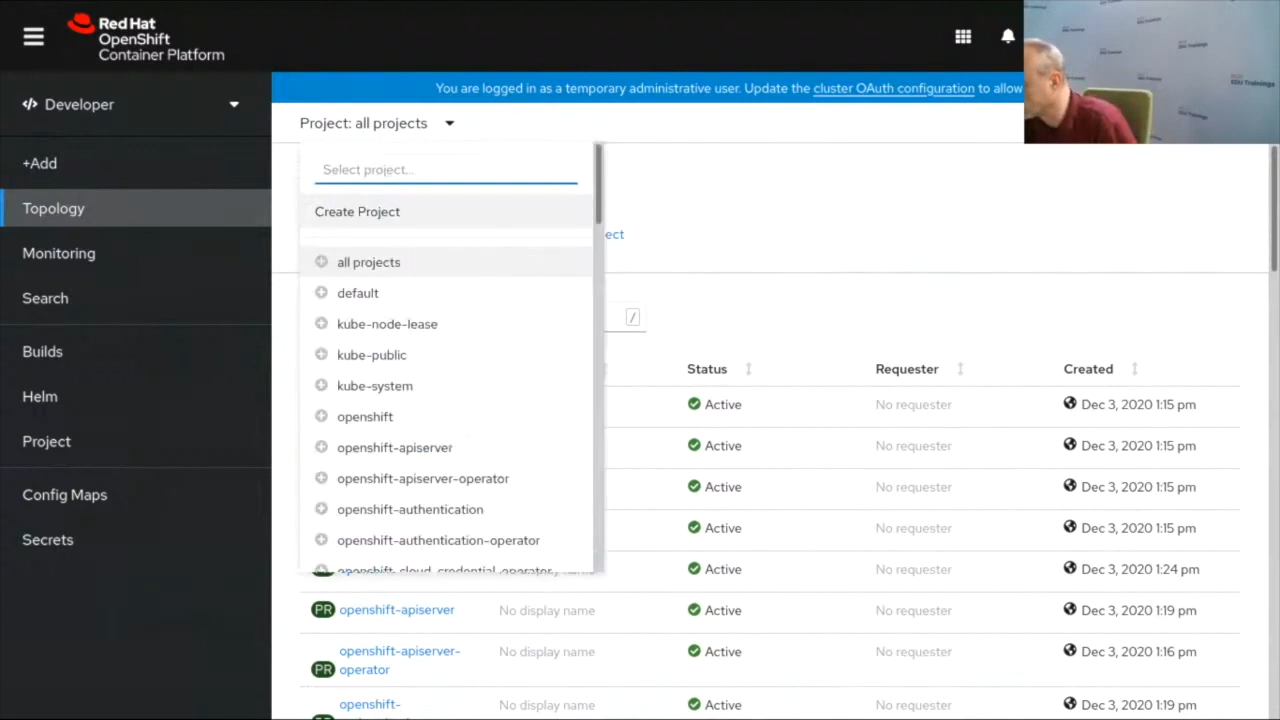 Red Hat
OpenShift
Container Platform
Developer
You are logged in as a temporary administrative user. Update the cluster OAuth configuration to allow
Project: all projects
+Add
Topology
Monitoring
Search
Builds
Helm
Project
Config Maps
Secrets
Select project...
Create Project
all projects
default
kube-node-lease
kube-public
kube-system
openshift
openshift-apiserver
openshift-apiserver-operator
openshift-authentication
openshift-authentication-operator
openshift-cloud-credential-operator
ect
/
Status Requester Created
Active No requester Dec 3, 2020 1:15 pm
Active No requester Dec 3, 2020 1:15 pm
Active No requester Dec 3, 2020 1:15 pm
Active No requester Dec 3, 2020 1:15 pm
Active No requester Dec 3, 2020 1:24 pm
PR openshift-apiserver No display name Active No requester Dec 3, 2020 1:19 pm
PR openshift-apiserver-
operator No display name Active No requester Dec 3, 2020 1:16 pm
openshift- No display name Active No requester Dec 3, 2020 1:19 pm